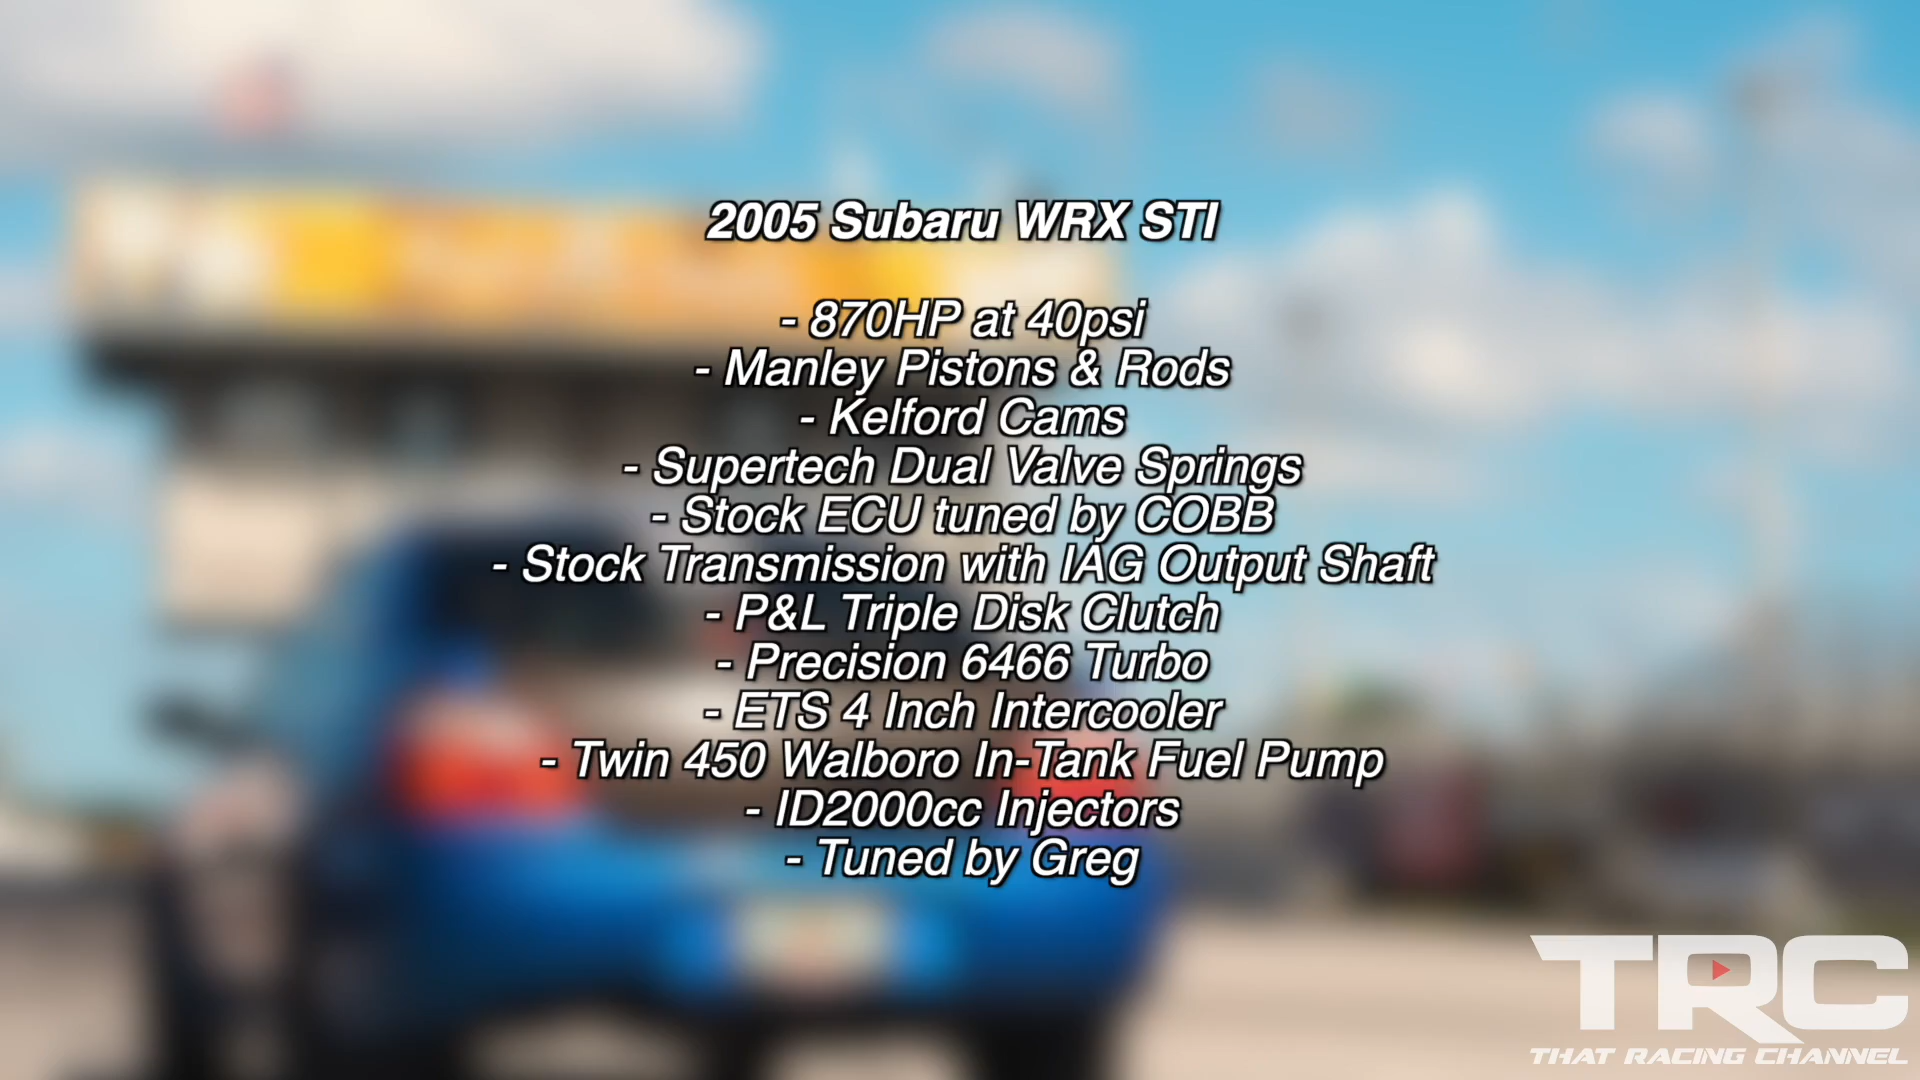 2005 Subaru WRX STI
- 870HP at 40psi
- Manley Pistons & Rods
- Kelford Cams
- Supertech Dual Valve Springs
- Stock ECU tuned by COBB
- Stock Transmission with IAG Output Shaft
- P&L Triple Disk Clutch
- Precision 6466 Turbo
- ETS 4 Inch Intercooler
- Twin 450 Walboro In-Tank Fuel Pump
- ID2000cc Injectors
- Tuned by Greg
TRC
THAT RACING CHANNEL